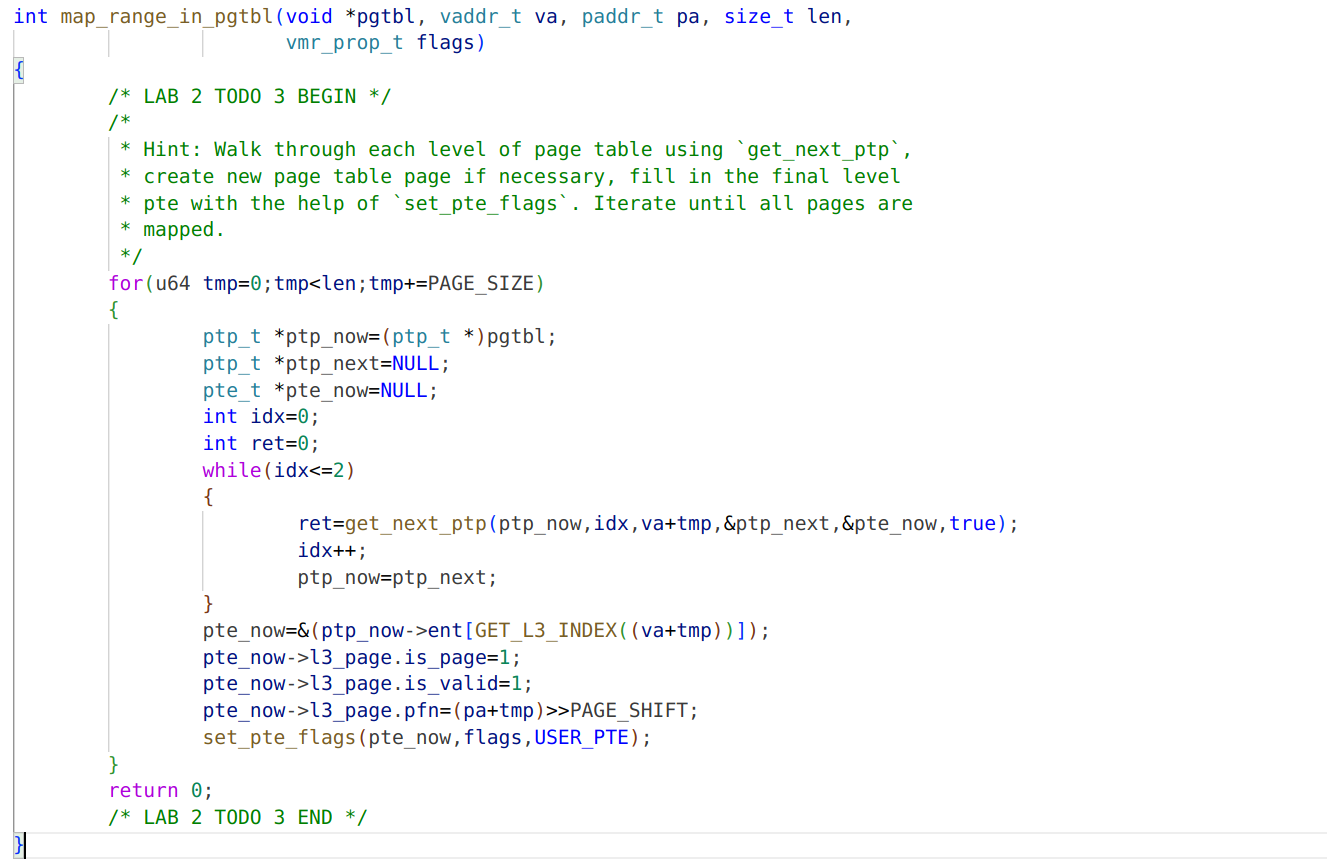 int map_range_in_pgtbl(void *pgtbl, vaddr_t va, paddr_t pa, size_t len,
                       vmr_prop_t flags)
{
        /* LAB 2 TODO 3 BEGIN */
        /*
         * Hint: Walk through each level of page table using `get_next_ptp`,
         * create new page table page if necessary, fill in the final level
         * pte with the help of `set_pte_flags`. Iterate until all pages are
         * mapped.
         */
        for(u64 tmp=0;tmp<len;tmp+=PAGE_SIZE)
        {
                ptp_t *ptp_now=(ptp_t *)pgtbl;
                ptp_t *ptp_next=NULL;
                pte_t *pte_now=NULL;
                int idx=0;
                int ret=0;
                while(idx<=2)
                {
                        ret=get_next_ptp(ptp_now,idx,va+tmp,&ptp_next,&pte_now,true);
                        idx++;
                        ptp_now=ptp_next;
                }
                pte_now=&(ptp_now->ent[GET_L3_INDEX((va+tmp))]);
                pte_now->l3_page.is_page=1;
                pte_now->l3_page.is_valid=1;
                pte_now->l3_page.pfn=(pa+tmp)>>PAGE_SHIFT;
                set_pte_flags(pte_now,flags,USER_PTE);
        }
        return 0;
        /* LAB 2 TODO 3 END */
}